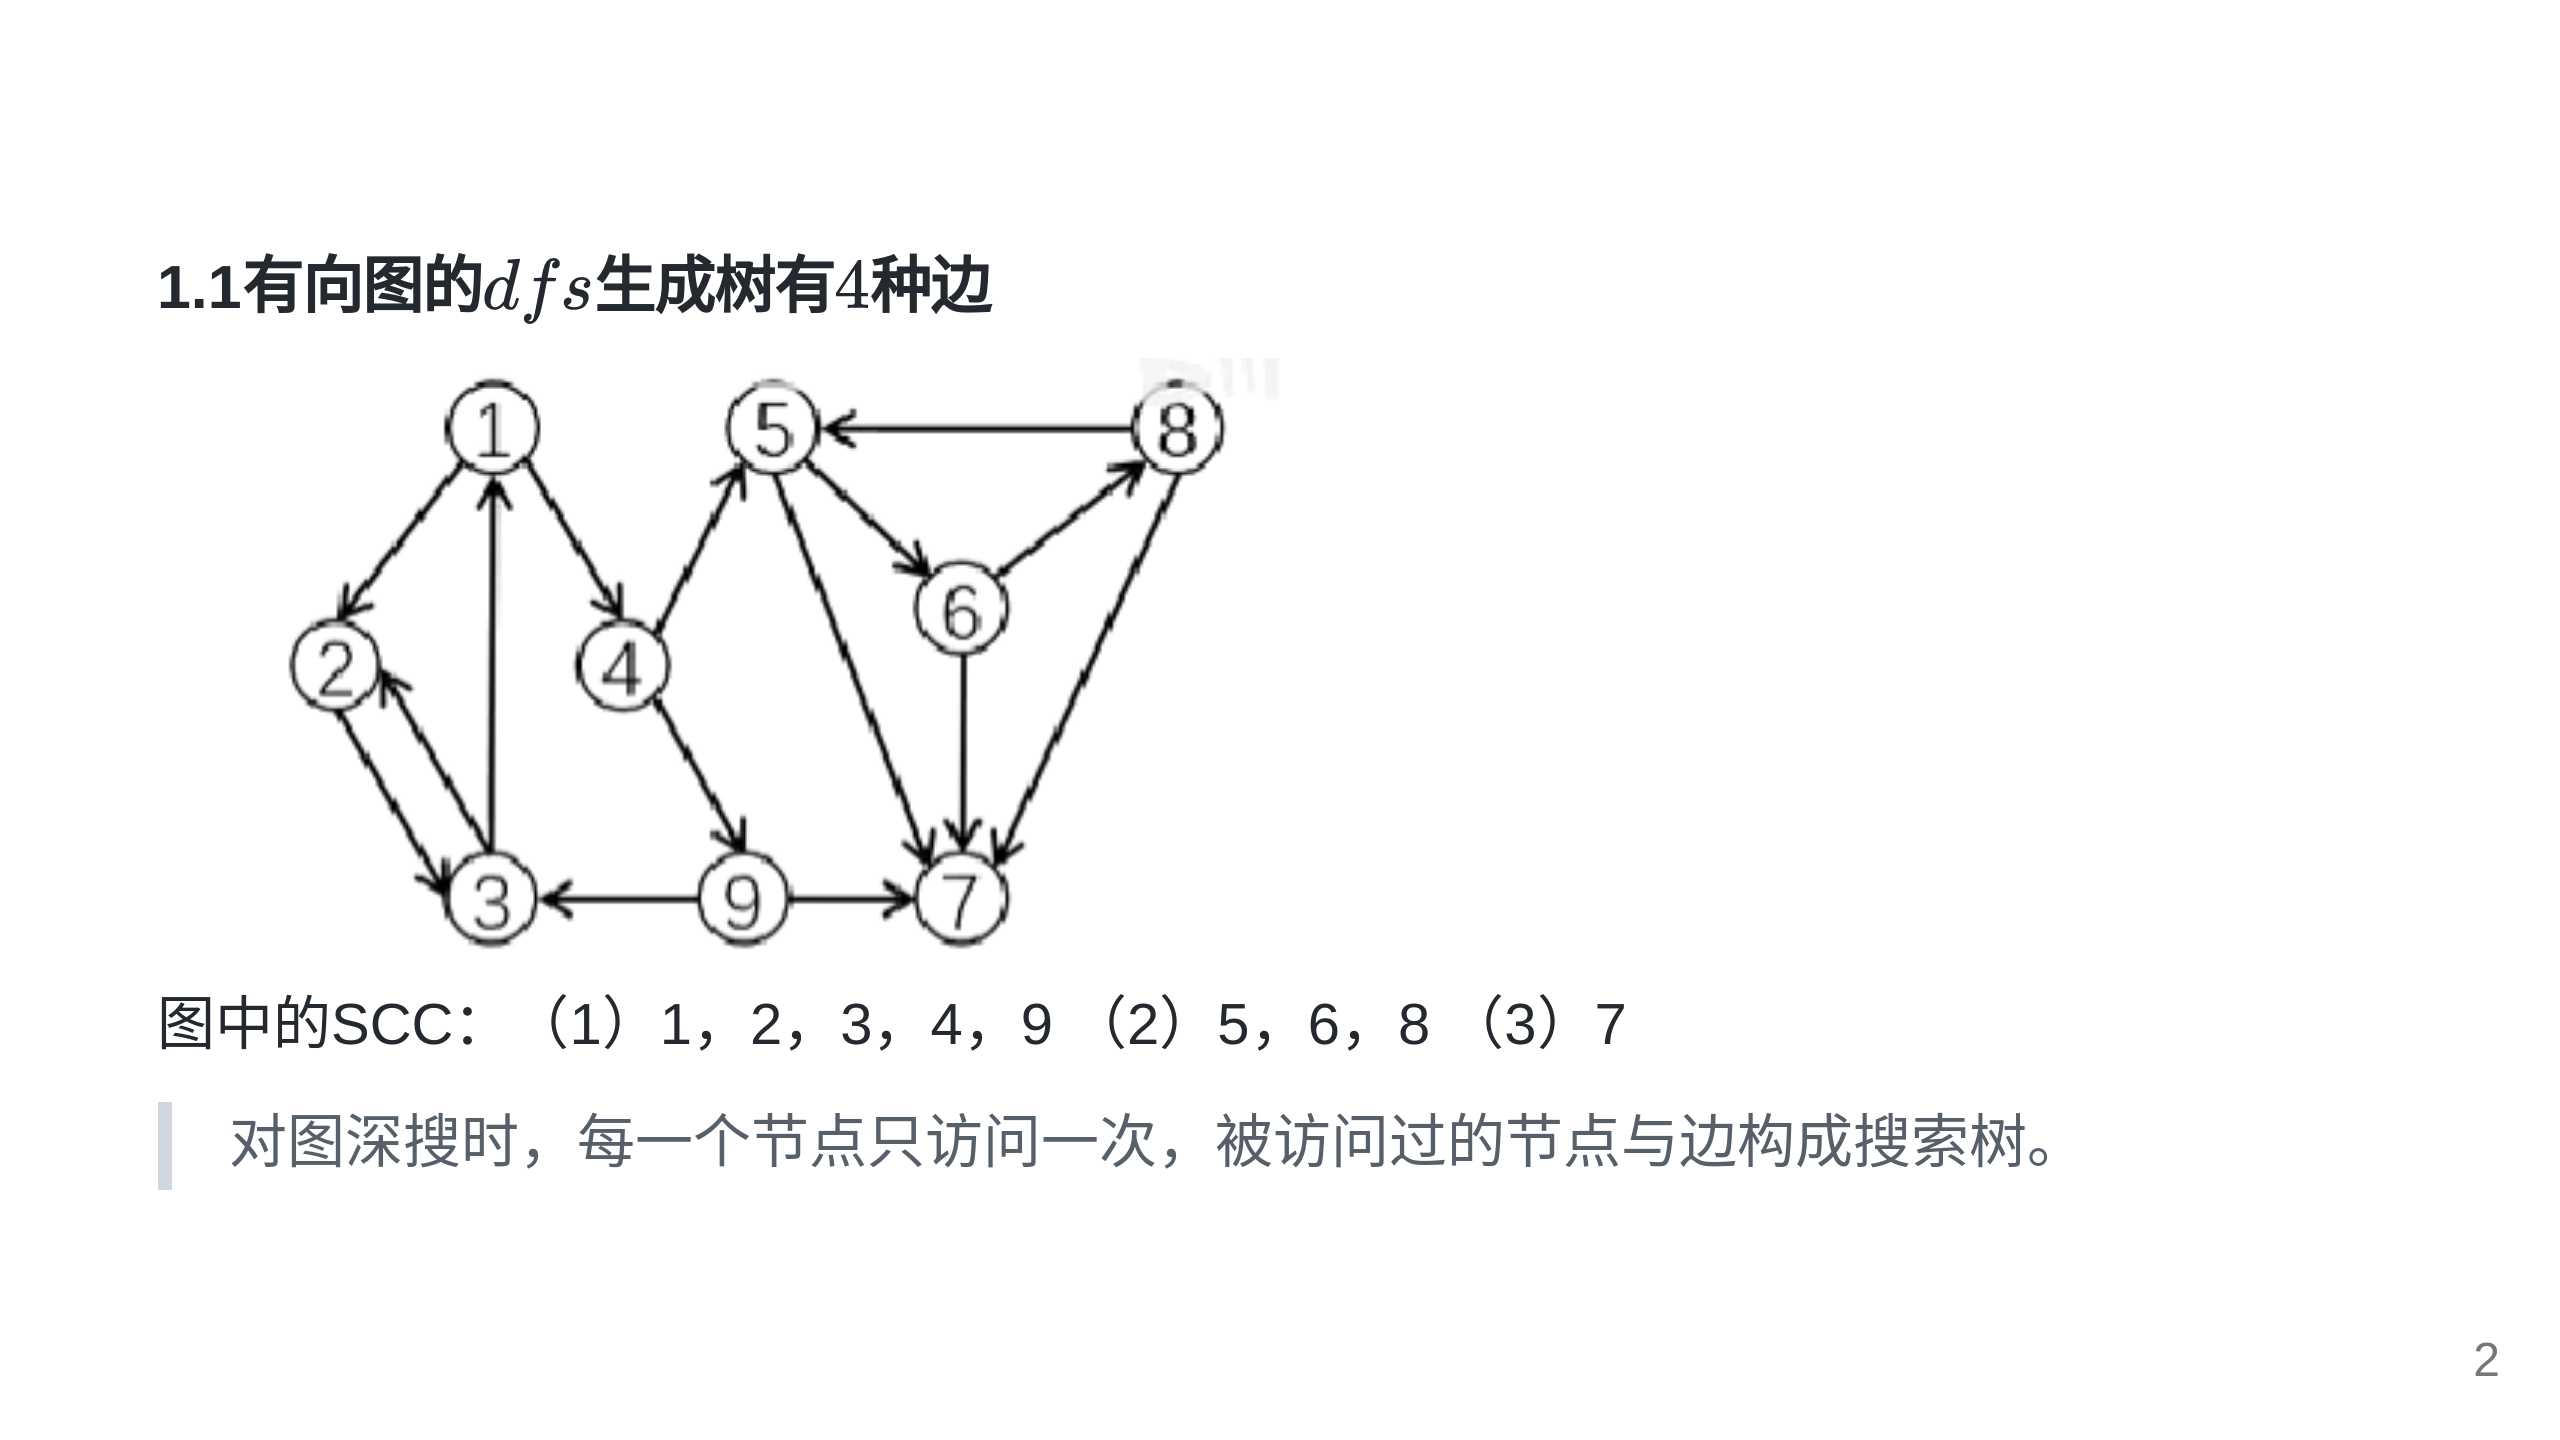 1.1有向图的dfs生成树有4种边
1 5 8
6
2 4
3 9 7
图中的SCC：（1）1，2，3，4，9 （2）5，6，8 （3）7
对图深搜时，每一个节点只访问一次，被访问过的节点与边构成搜索树。
2